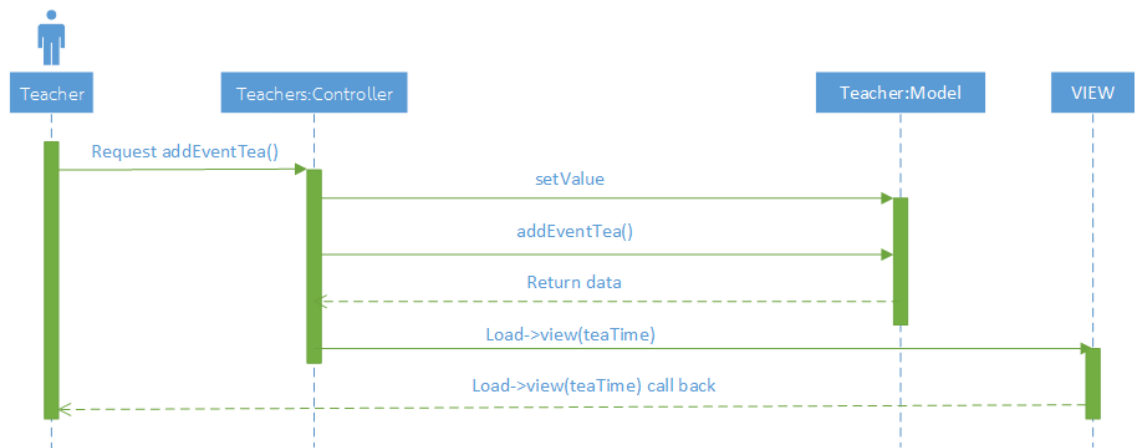 Teacher
Teachers:Controller
Teacher:Model
VIEW
Request addEventTea()
setValue
addEventTea()
Return data
Load->view(teaTime)
Load->view(teaTime) call back